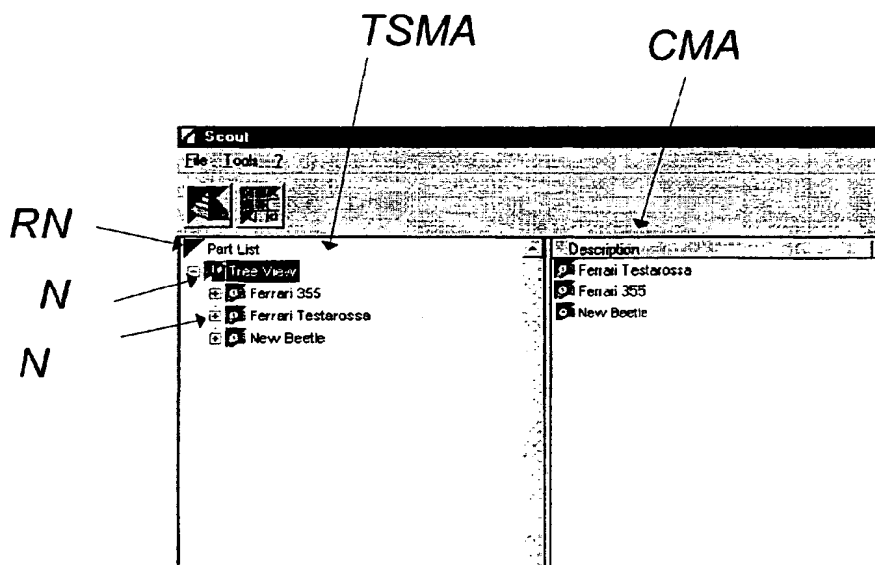 TSMA
CMA
Scout
File Tools ?
RN
Part List
Description
Tree View
Ferrari Testarossa
N
Ferrari 355
Ferrari 355
Ferrari Testarossa
New Beetle
N
New Beetle